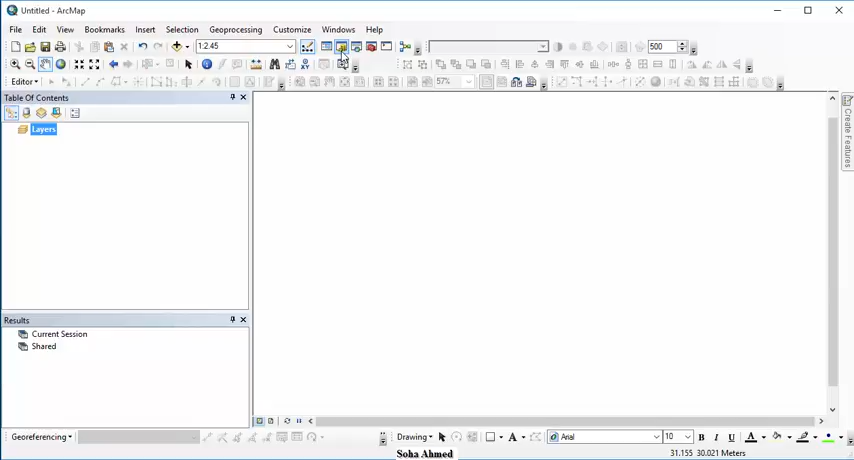 Untitled - ArcMap
File Edit View Bookmarks Insert Selection Geoprocessing Customize Windows Help
1:2.45
500
Editor
57%
Table Of Contents
Layers
Create Features
Results
Current Session
Shared
Georeferencing
Drawing
A
Arial
10
B I U A
Soha Ahmed
31.155 30.021 Meters